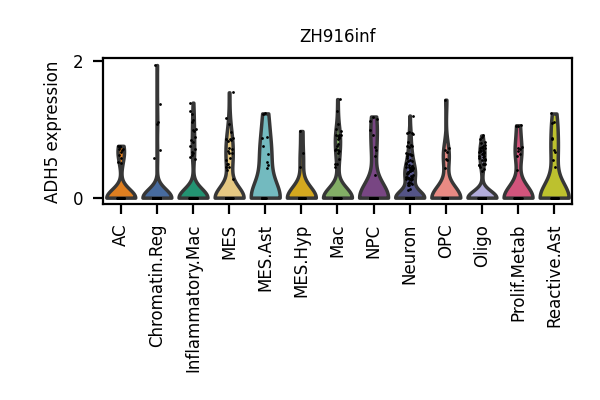 ZH916inf
ADH5 expression
2
0
AC
Chromatin.Reg
Inflammatory.Mac
MES
MES.Ast
MES.Hyp
Mac
NPC
Neuron
OPC
Oligo
Prolif.Metab
Reactive.Ast